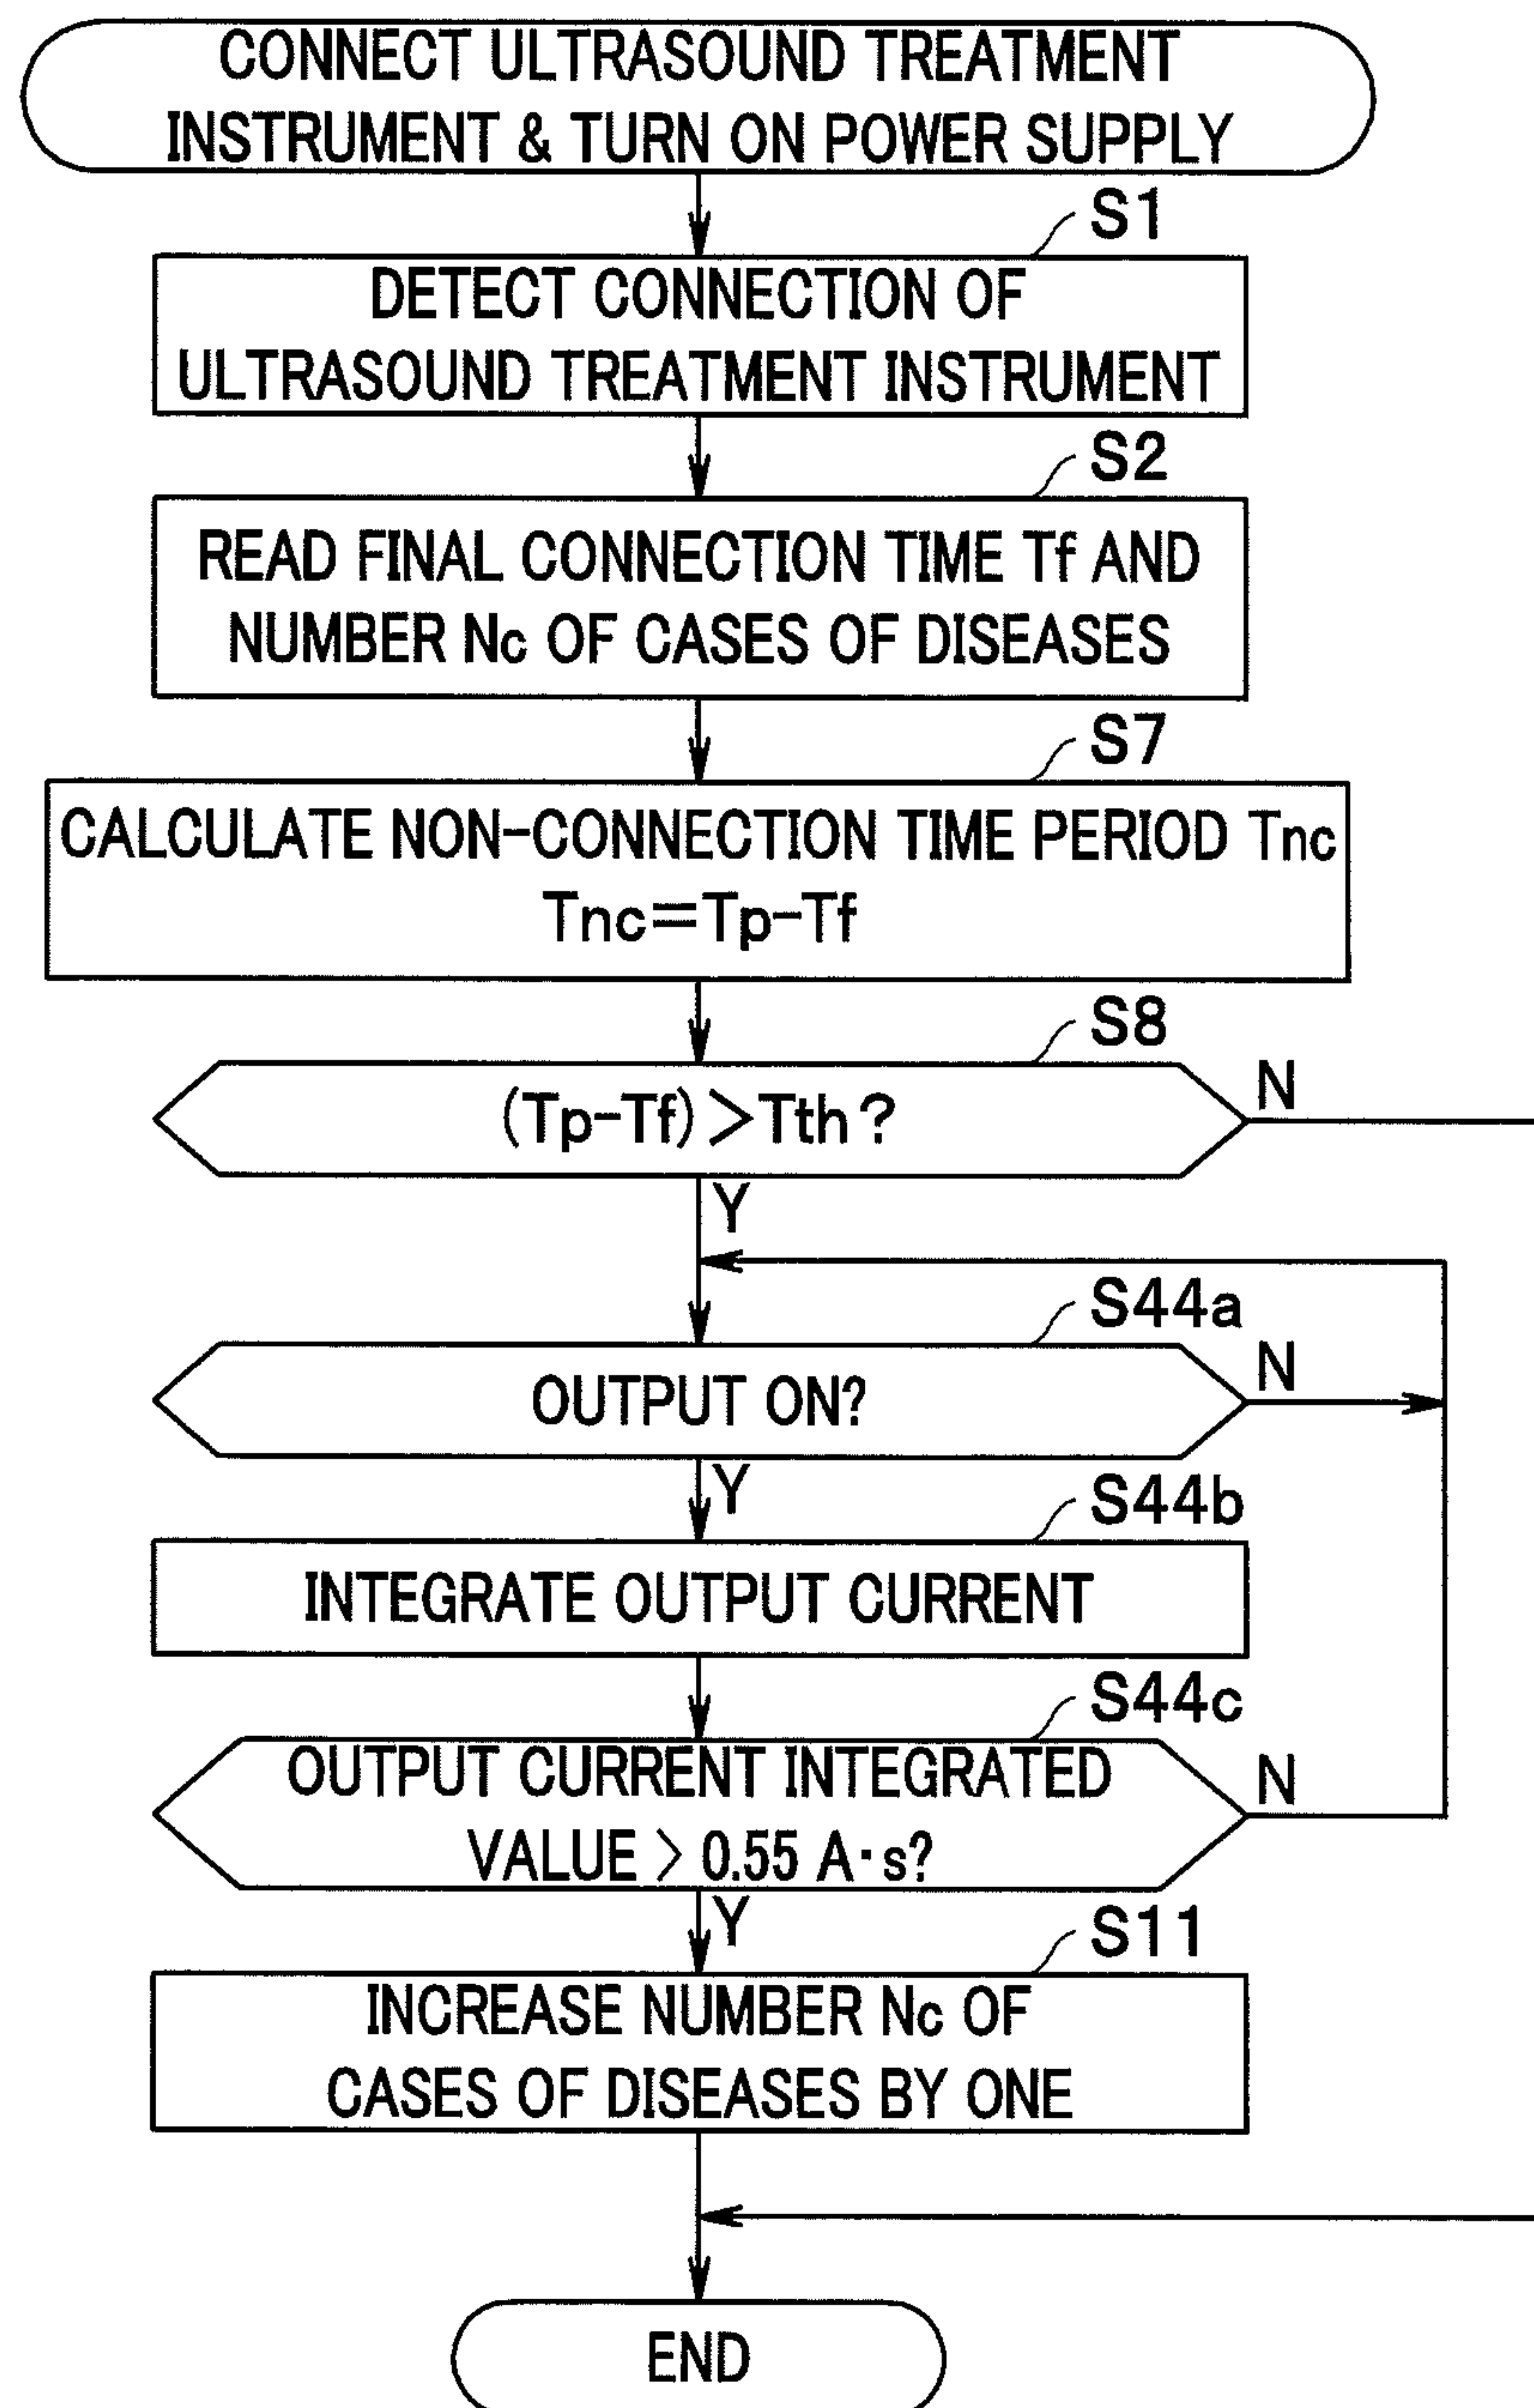 CONNECT ULTRASOUND TREATMENT
INSTRUMENT & TURN ON POWER SUPPLY
S1
DETECT CONNECTION OF
ULTRASOUND TREATMENT INSTRUMENT
S2
READ FINAL CONNECTION TIME Tf AND
NUMBER Nc OF CASES OF DISEASES
S7
CALCULATE NON-CONNECTION TIME PERIOD Tnc
Tnc=Tp-Tf
S8
(Tp-Tf)>Tth?
N
Y
S44a
OUTPUT ON?
N
Y
S44b
INTEGRATE OUTPUT CURRENT
S44c
OUTPUT CURRENT INTEGRATED
VALUE > 0.55 A·s?
N
Y
S11
INCREASE NUMBER Nc OF
CASES OF DISEASES BY ONE
END